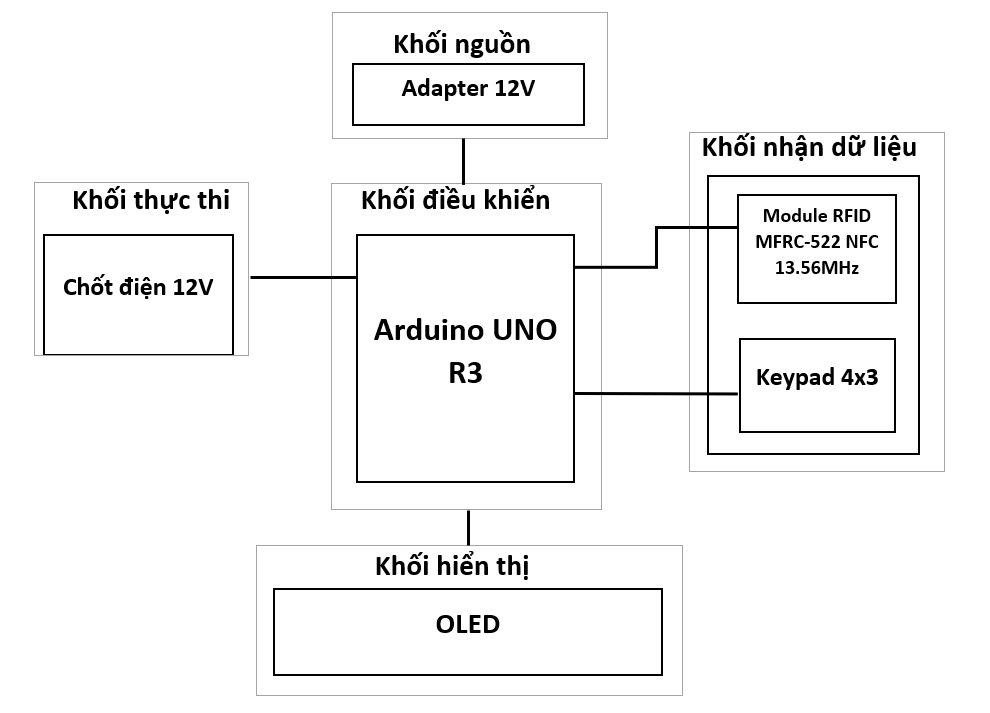 Khối nguồn
Adapter 12V
Khối nhận dữ liệu
Module RFID
MFRC-522 NFC
13.56MHz
Keypad 4x3
Khối thực thi
Chốt điện 12V
Khối điều khiển
Arduino UNO
R3
Khối hiển thị
OLED